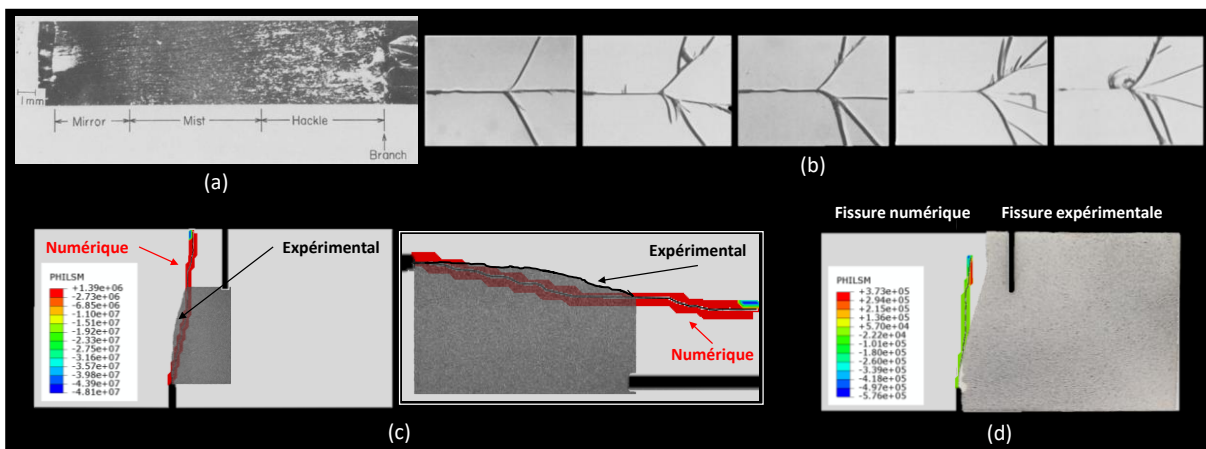 1mm
Mirror
Mist
Hackle
Branch
(a)
(b)
Numérique
Expérimental
PHILSM
+1.39e+06
-2.73e+06
-6.85e+06
-1.10e+07
-1.51e+07
-1.92e+07
-2.33e+07
-2.75e+07
-3.16e+07
-3.57e+07
-3.98e+07
-4.39e+07
-4.81e+07
Expérimental
Numérique
(c)
Fissure numérique
Fissure expérimentale
PHILSM
+3.73e+05
+2.94e+05
+2.15e+05
+1.36e+05
+5.70e+04
-2.22e+04
-1.01e+05
-1.80e+05
-2.60e+05
-3.39e+05
-4.18e+05
-4.97e+05
-5.76e+05
(d)